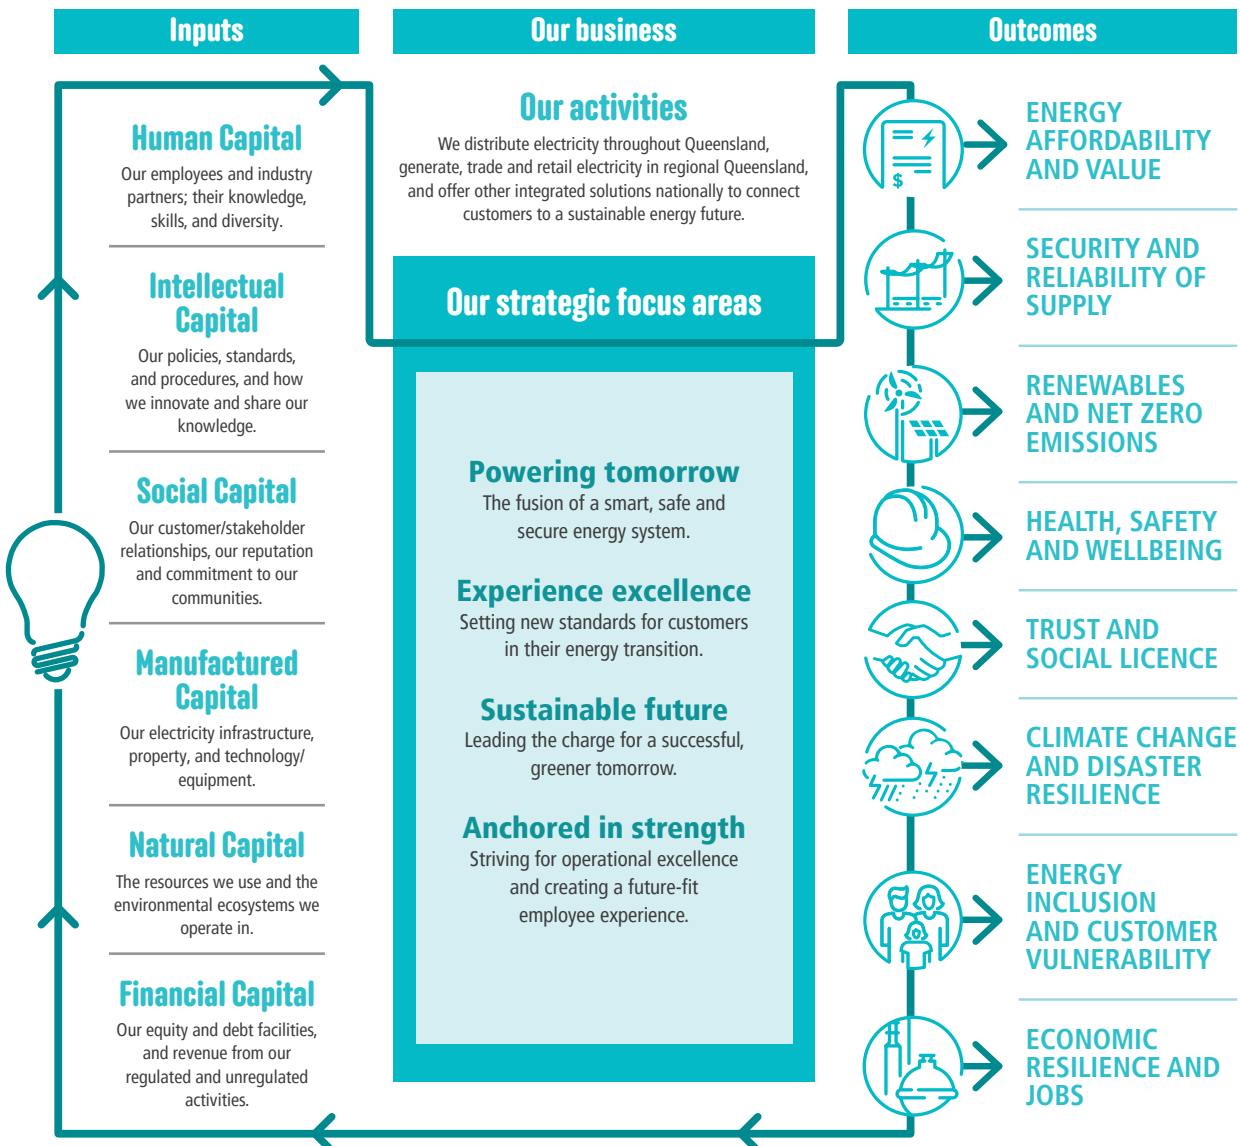 Inputs
Human Capital
Our employees and industry
partners; their knowledge,
skills, and diversity.
Intellectual
Capital
Our policies, standards,
and procedures, and how
we innovate and share our
knowledge.
Social Capital
Our customer/stakeholder
relationships, our reputation
and commitment to our
communities.
Manufactured
Capital
Our electricity infrastructure,
property, and technology/
equipment.
Natural Capital
The resources we use and the
environmental ecosystems we
operate in.
Financial Capital
Our equity and debt facilities,
and revenue from our
regulated and unregulated
activities.
Our business
Our activities
We distribute electricity throughout Queensland,
generate, trade and retail electricity in regional Queensland,
and offer other integrated solutions nationally to connect
customers to a sustainable energy future.
Our strategic focus areas
Powering tomorrow
The fusion of a smart, safe and
secure energy system.
Experience excellence
Setting new standards for customers
in their energy transition.
Sustainable future
Leading the charge for a successful,
greener tomorrow.
Anchored in strength
Striving for operational excellence
and creating a future-fit
employee experience.
Outcomes
$
ENERGY
AFFORDABILITY
AND VALUE
SECURITY AND
RELIABILITY OF
SUPPLY
RENEWABLES
AND NET ZERO
EMISSIONS
HEALTH, SAFETY
AND WELLBEING
TRUST AND
SOCIAL LICENCE
CLIMATE CHANGE
AND DISASTER
RESILIENCE
ENERGY
INCLUSION
AND CUSTOMER
VULNERABILITY
ECONOMIC
RESILIENCE AND
JOBS